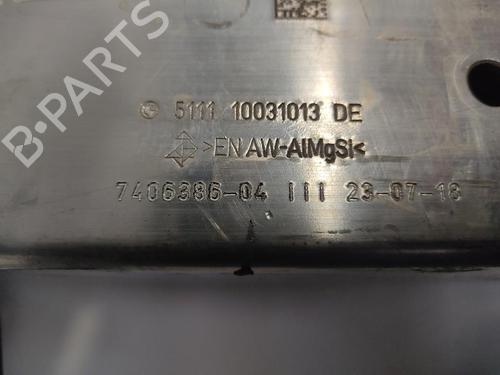 5111 10031013 DE
>EN AW-AlMgSi<
7406386-04 III 23-07-18
B-PARTS